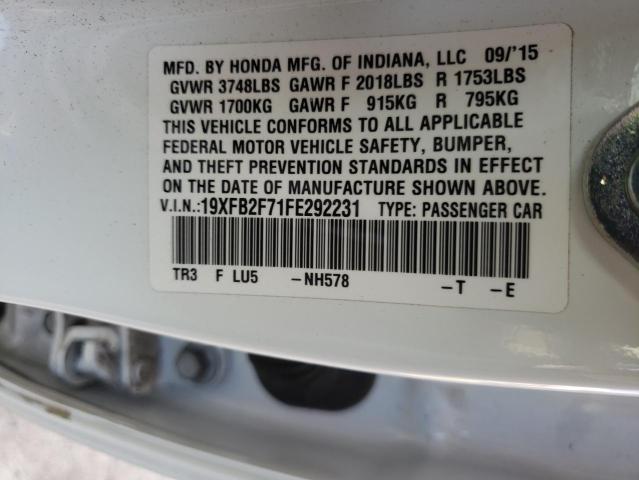 MFD. BY HONDA MFG. OF INDIANA, LLC 09/'15
GVWR 3748LBS GAWR F 2018LBS R 1753LBS
GVWR 1700KG GAWR F 915KG R 795KG
THIS VEHICLE CONFORMS TO ALL APPLICABLE
FEDERAL MOTOR VEHICLE SAFETY, BUMPER,
AND THEFT PREVENTION STANDARDS IN EFFECT
ON THE DATE OF MANUFACTURE SHOWN ABOVE.
V.I.N.:19XFB2F71FE292231 TYPE: PASSENGER CAR
TR3 F LU5 -NH578 -T -E